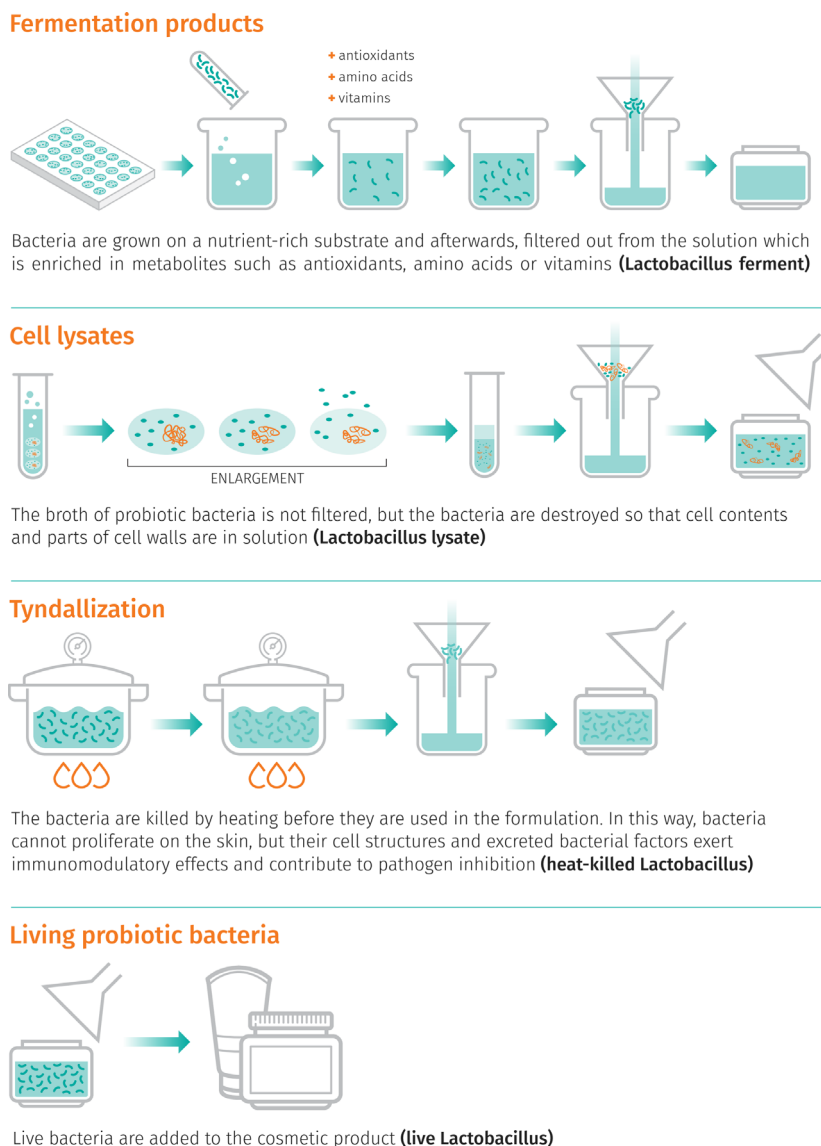 Fermentation products
+ antioxidants
+ amino acids
+ vitamins
Bacteria are grown on a nutrient-rich substrate and afterwards, filtered out from the solution which
is enriched in metabolites such as antioxidants, amino acids or vitamins (Lactobacillus ferment)
Cell lysates
ENLARGEMENT
The broth of probiotic bacteria is not filtered, but the bacteria are destroyed so that cell contents
and parts of cell walls are in solution (Lactobacillus lysate)
Tyndallization
The bacteria are killed by heating before they are used in the formulation. In this way, bacteria
cannot proliferate on the skin, but their cell structures and excreted bacterial factors exert
immunomodulatory effects and contribute to pathogen inhibition (heat-killed Lactobacillus)
Living probiotic bacteria
Live bacteria are added to the cosmetic product (live Lactobacillus)